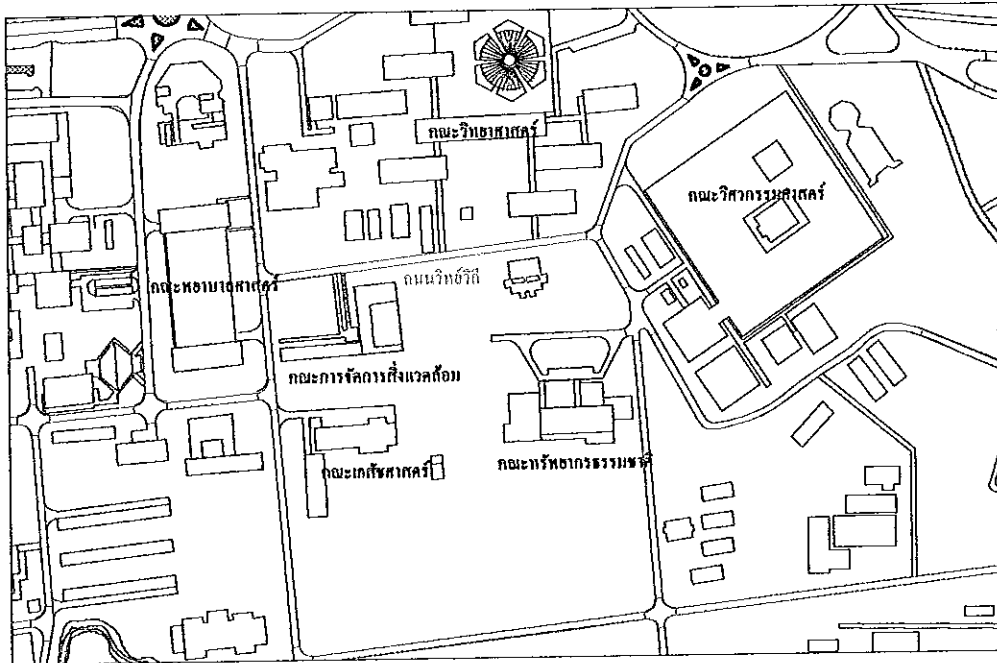 คณะวิทยาศาสตร์
คณะวิศวกรรมศาสตร์
ถนนวิทย์วิถี
คณะพยาบาลศาสตร์
คณะการจัดการสิ่งแวดล้อม
คณะเภสัชศาสตร์
คณะทรัพยากรธรรมชาติ